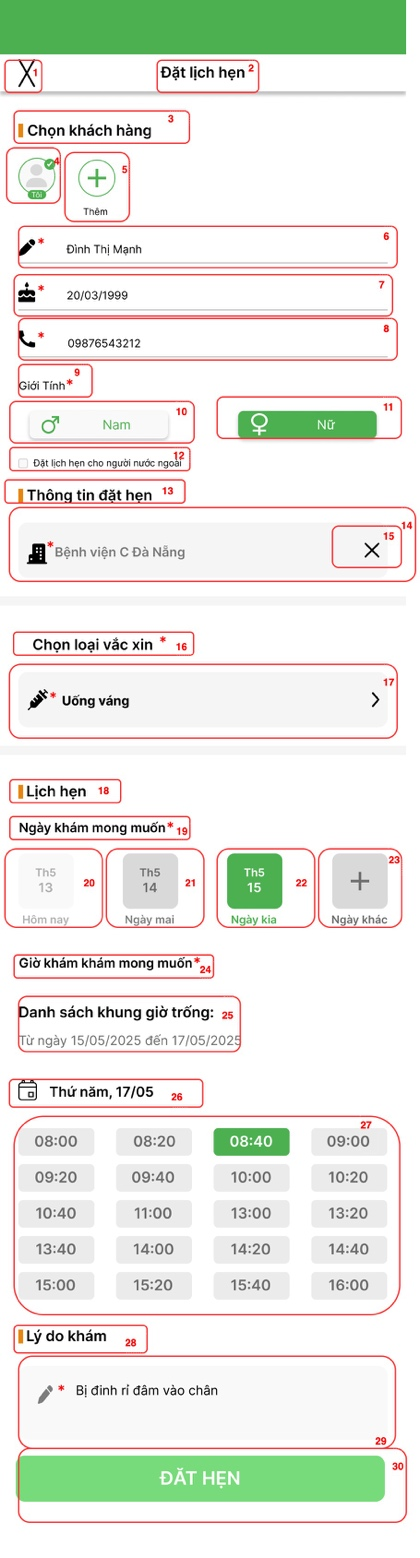 1
Đặt lịch hẹn 2
3
Chọn khách hàng
4
5
Tôi
Thêm
6
* Đình Thị Mạnh
7
* 20/03/1999
8
* 09876543212
9
Giới Tính*
10
Nam
11
Nữ
12
Đặt lịch hẹn cho người nước ngoài
Thông tin đặt hẹn 13
14
15
*Bệnh viện C Đà Nẵng
Chọn loại vắc xin * 16
17
* Uống váng
Lịch hẹn 18
Ngày khám mong muốn* 19
23
Th5 Th5 Th5
13 20 14 21 15 22
Hôm nay Ngày mai Ngày kia Ngày khác
Giờ khám khám mong muốn* 24
Danh sách khung giờ trống: 25
Từ ngày 15/05/2025 đến 17/05/2025
Thứ năm, 17/05 26
27
08:00 08:20 08:40 09:00
09:20 09:40 10:00 10:20
10:40 11:00 13:00 13:20
13:40 14:00 14:20 14:40
15:00 15:20 15:40 16:00
Lý do khám 28
* Bị đinh rỉ đâm vào chân
29
30
ĐĂT HẸN